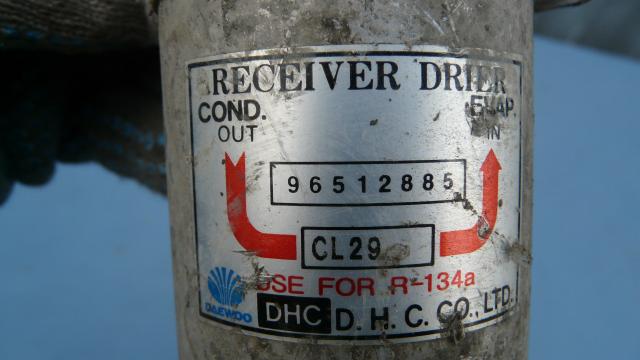 RECEIVER DRIER
COND. EVAP
OUT IN
96512885
CL29
USE FOR R-134a
DAEWOO
DHC D. H. C. CO., LTD.